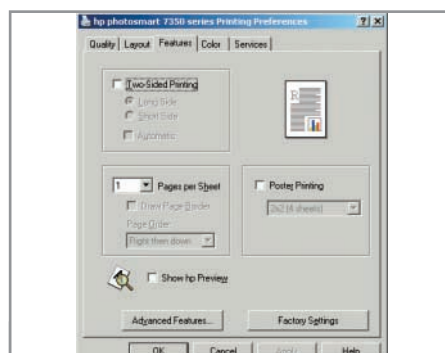 hp photosmart 7350 series Printing Preferences
Quality Layout Features Color Services
Two-Sided Printing
Long Side
Short Side
Automatic
R
1 Pages per Sheet
Draw Page Border
Page Order
Right then down
Poster Printing
2x2 (4 sheets)
Show hp Preview
Advanced Features...
Factory Settings
OK Cancel Apply Help